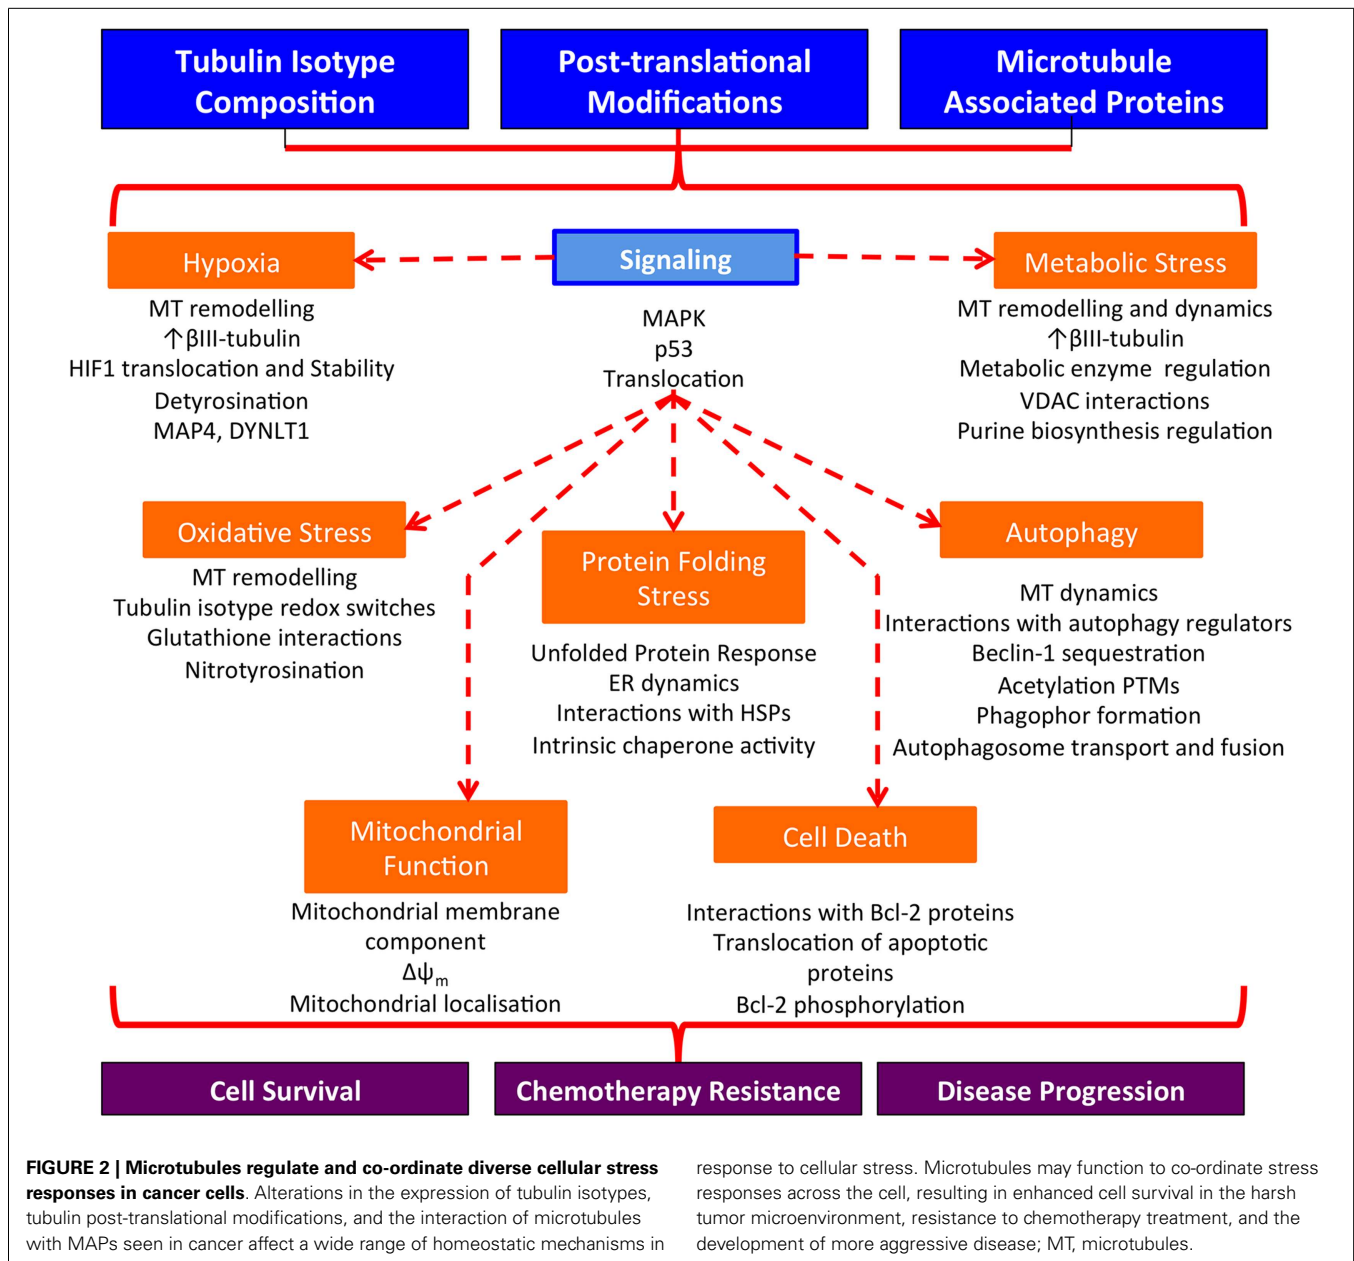 Tubulin Isotype
Composition
Post-translational
Modifications
Microtubule
Associated Proteins
Hypoxia
MT remodelling
↑βIII-tubulin
HIF1 translocation and Stability
Detyrosination
MAP4, DYNLT1
Signaling
MAPK
p53
Translocation
Metabolic Stress
MT remodelling and dynamics
↑βIII-tubulin
Metabolic enzyme regulation
VDAC interactions
Purine biosynthesis regulation
Oxidative Stress
MT remodelling
Tubulin isotype redox switches
Glutathione interactions
Nitrotyrosination
Protein Folding
Stress
Unfolded Protein Response
ER dynamics
Interactions with HSPs
Intrinsic chaperone activity
Autophagy
MT dynamics
Interactions with autophagy regulators
Beclin-1 sequestration
Acetylation PTMs
Phagophor formation
Autophagosome transport and fusion
Mitochondrial
Function
Mitochondrial membrane
component
Δψm
Mitochondrial localisation
Cell Death
Interactions with Bcl-2 proteins
Translocation of apoptotic
proteins
Bcl-2 phosphorylation
Cell Survival
Chemotherapy Resistance
Disease Progression
FIGURE 2 | Microtubules regulate and co-ordinate diverse cellular stress
responses in cancer cells. Alterations in the expression of tubulin isotypes,
tubulin post-translational modifications, and the interaction of microtubules
with MAPs seen in cancer affect a wide range of homeostatic mechanisms in
response to cellular stress. Microtubules may function to co-ordinate stress
responses across the cell, resulting in enhanced cell survival in the harsh
tumor microenvironment, resistance to chemotherapy treatment, and the
development of more aggressive disease; MT, microtubules.